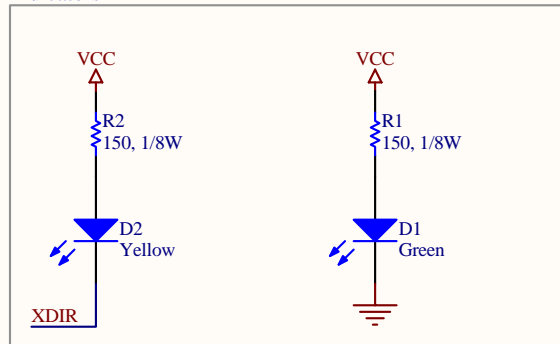 VCC
R2
150, 1/8W
D2
Yellow
XDIR
VCC
R1
150, 1/8W
D1
Green